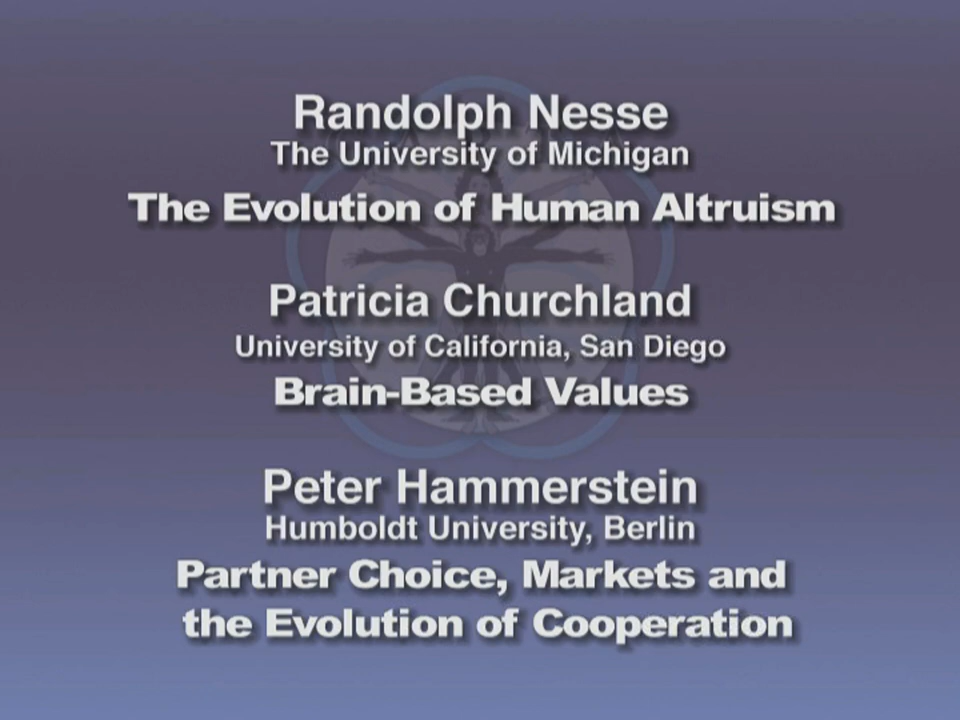 Randolph Nesse
The University of Michigan
The Evolution of Human Altruism
Patricia Churchland
University of California, San Diego
Brain-Based Values
Peter Hammerstein
Humboldt University, Berlin
Partner Choice, Markets and
the Evolution of Cooperation